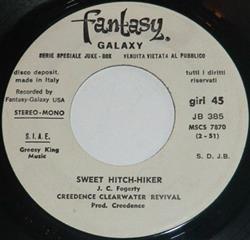 fantasy.
GALAXY
SERIE SPECIALE JUKE - BOX VENDITA VIETATA AL PUBBLICO
disco deposit.
made in Italy
tutti i diritti
riservati
Recorded by
Fantasy-Galaxy USA
STEREO-MONO
giri 45
JB 385
MSCS 7870
(2 - 51)
S. I. A. E.
Greesy King
Music
S. D. J. B.
SWEET HITCH-HIKER
J. C. Fogerty
CREEDENCE CLEARWATER REVIVAL
Prod. Creedence